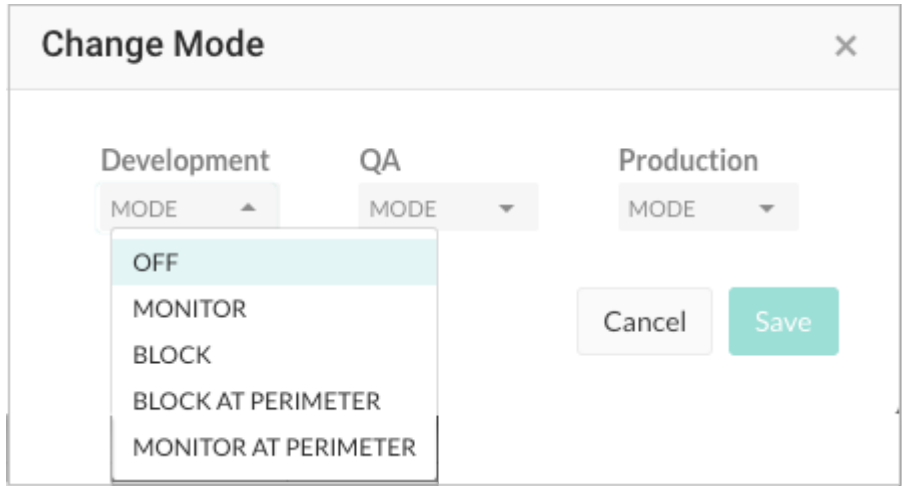 Change Mode
Development QA Production
MODE MODE MODE
OFF
MONITOR
BLOCK
BLOCK AT PERIMETER
MONITOR AT PERIMETER
Cancel Save